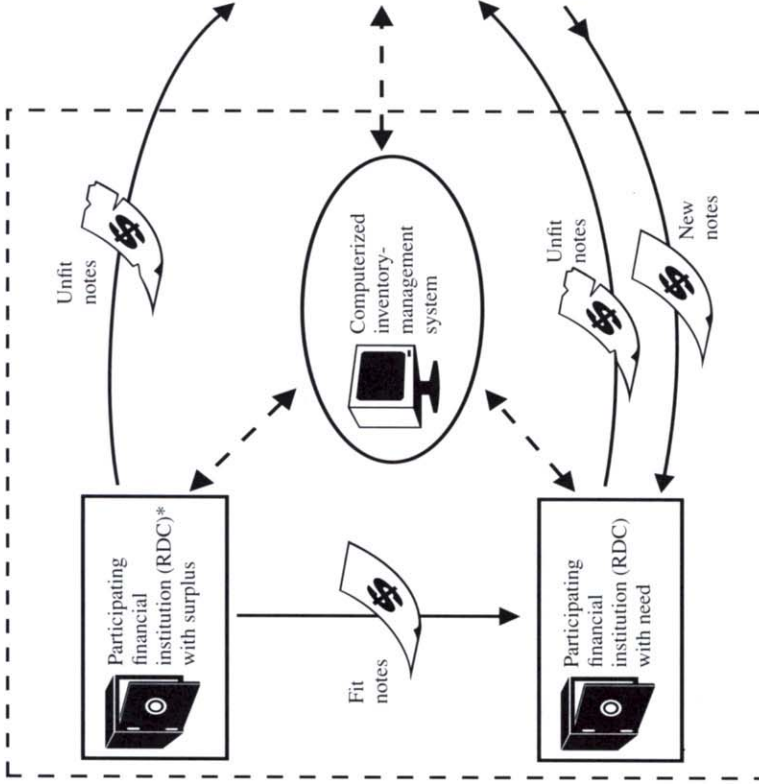 Participating
financial
institution (RDC)*
with surplus
Unfit
notes
$
Fit
notes
$
Computerized
inventory-
management
system
Participating
financial
institution (RDC)
with need
Unfit
notes
$
New
notes
$